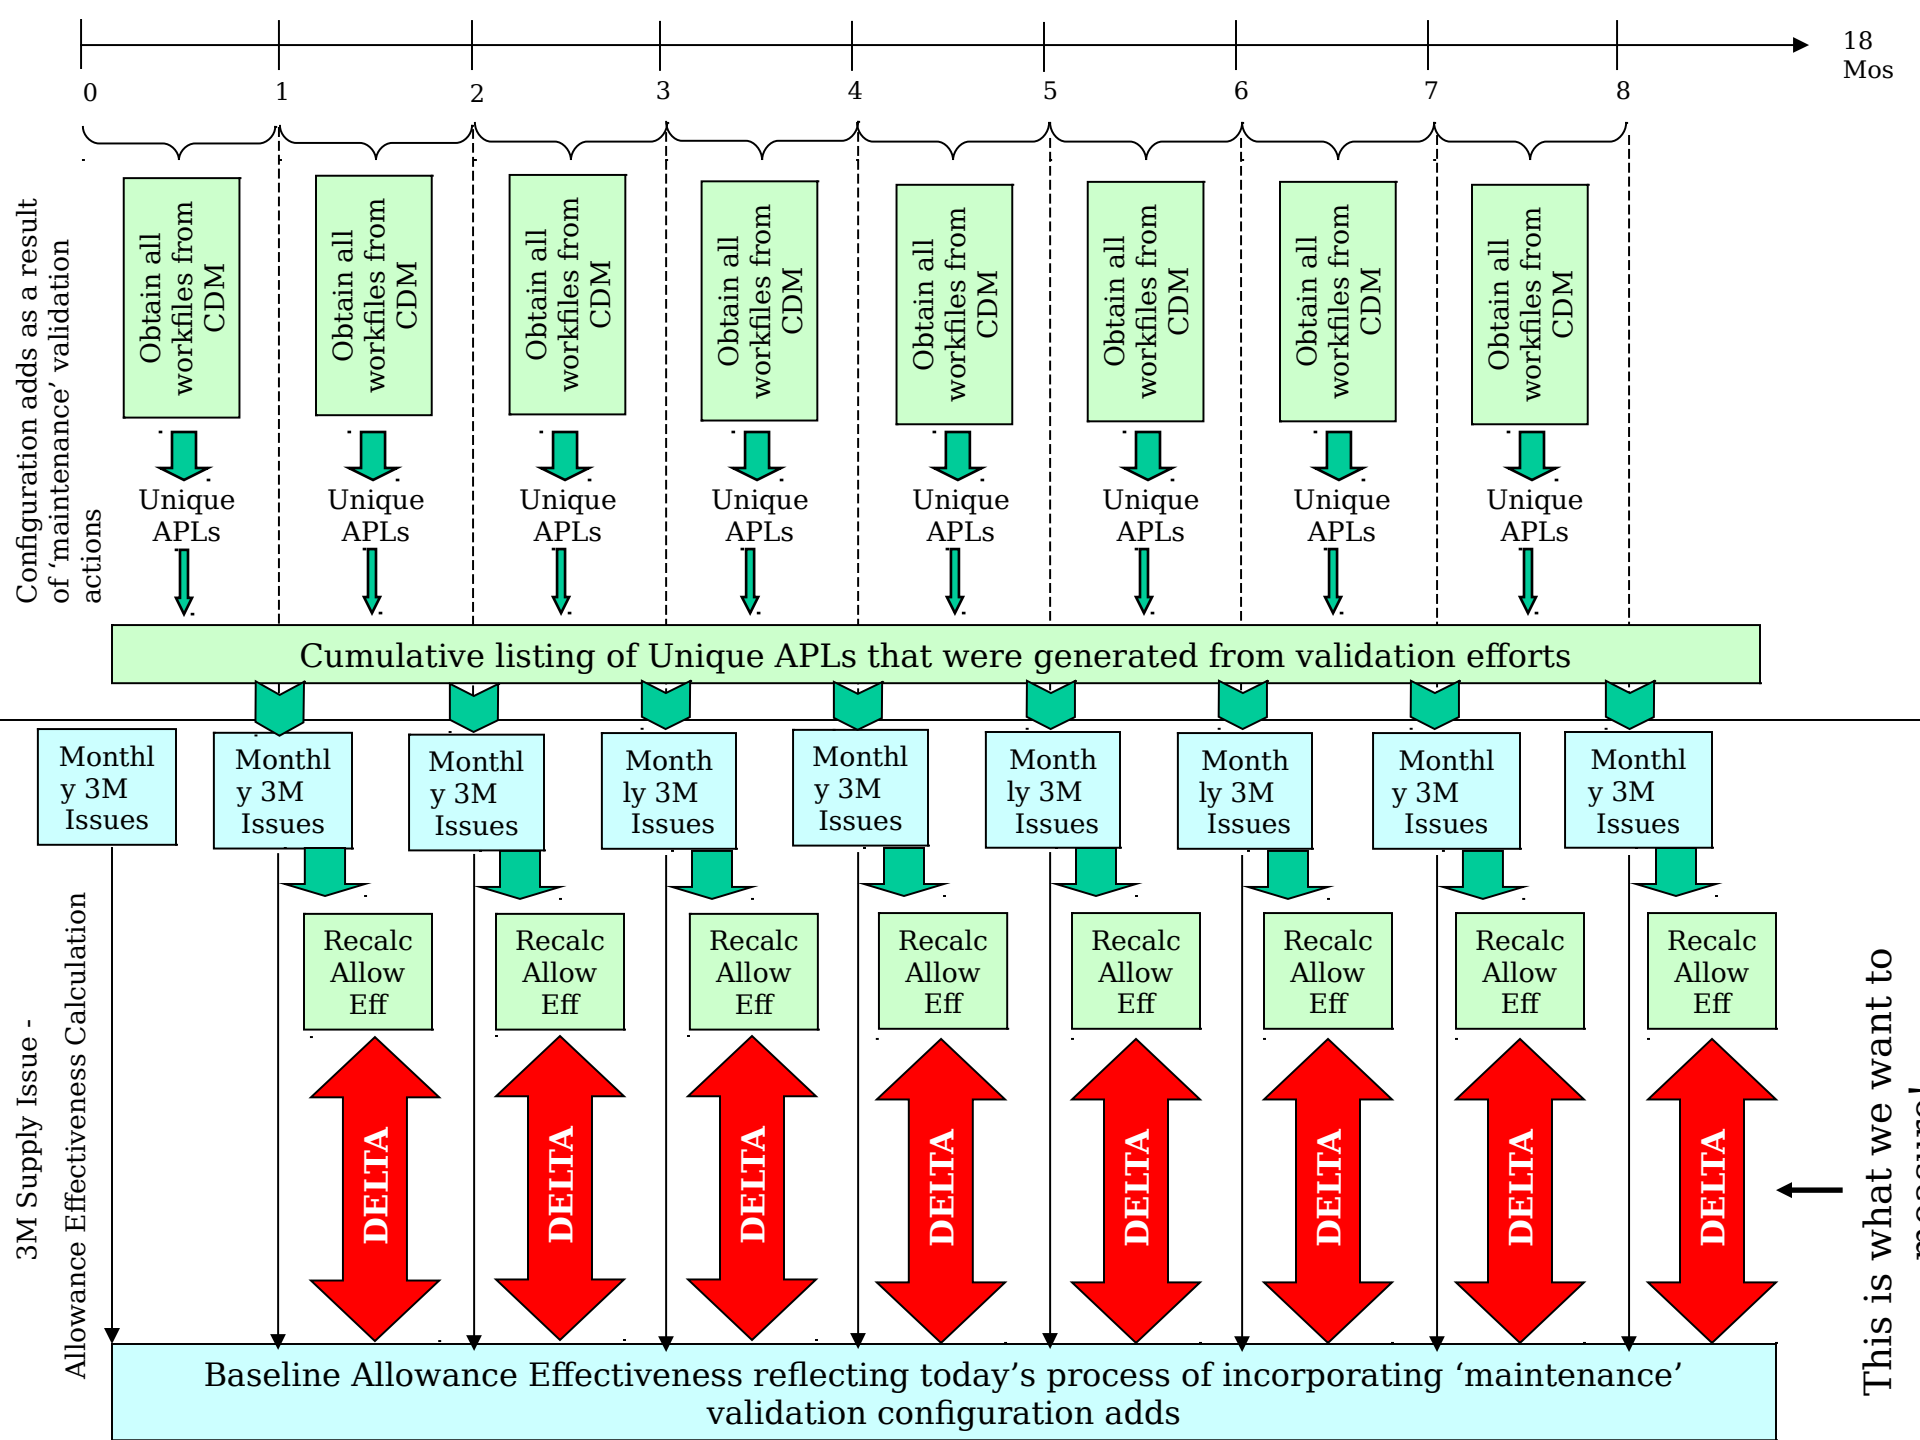 18
Mos
0
1
2
3
4
5
6
7
8
Configuration adds as a result
of ‘maintenance’ validation
actions
Obtain all
workfiles from
CDM
Obtain all
workfiles from
CDM
Obtain all
workfiles from
CDM
Obtain all
workfiles from
CDM
Obtain all
workfiles from
CDM
Obtain all
workfiles from
CDM
Obtain all
workfiles from
CDM
Obtain all
workfiles from
CDM
Unique
APLs
Unique
APLs
Unique
APLs
Unique
APLs
Unique
APLs
Unique
APLs
Unique
APLs
Unique
APLs
Cumulative listing of Unique APLs that were generated from validation efforts
Monthl
y 3M
Issues
Monthl
y 3M
Issues
Monthl
y 3M
Issues
Month
ly 3M
Issues
Monthl
y 3M
Issues
Month
ly 3M
Issues
Month
ly 3M
Issues
Monthl
y 3M
Issues
Monthl
y 3M
Issues
3M Supply Issue -
Allowance Effectiveness Calculation
Recalc
Allow
Eff
Recalc
Allow
Eff
Recalc
Allow
Eff
Recalc
Allow
Eff
Recalc
Allow
Eff
Recalc
Allow
Eff
Recalc
Allow
Eff
Recalc
Allow
Eff
DELTA
DELTA
DELTA
DELTA
DELTA
DELTA
DELTA
DELTA
This is what we want to
Baseline Allowance Effectiveness reflecting today’s process of incorporating ‘maintenance’
validation configuration adds